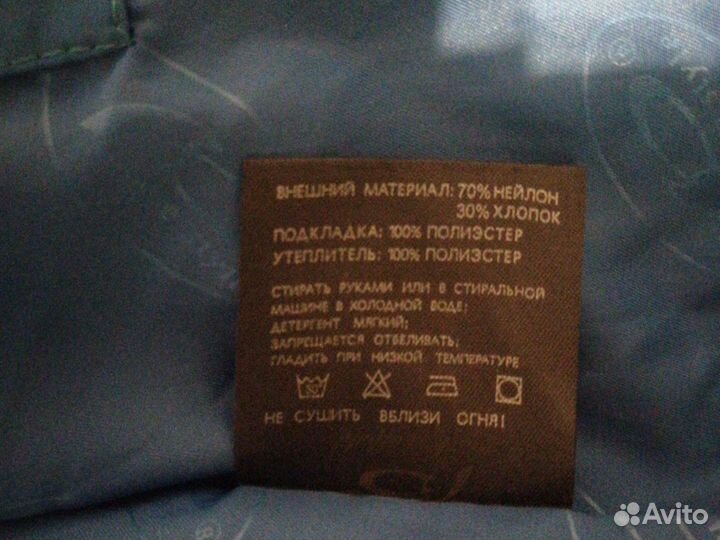 ВНЕШНИЙ МАТЕРИАЛ: 70% НЕЙЛОН
30% ХЛОПОК
ПОДКЛАДКА: 100% ПОЛИЭСТЕР
УТЕПЛИТЕЛЬ: 100% ПОЛИЭСТЕР
СТИРАТЬ РУКАМИ ИЛИ В СТИРАЛЬНОЙ
МАШИНЕ В ХОЛОДНОЙ ВОДЕ;
ДЕТЕРГЕНТ МЯГКИЙ;
ЗАПРЕЩАЕТСЯ ОТБЕЛИВАТЬ;
ГЛАДИТЬ ПРИ НИЗКОЙ ТЕМПЕРАТУРЕ
НЕ СУШИТЬ ВБЛИЗИ ОГНЯ!
Avito